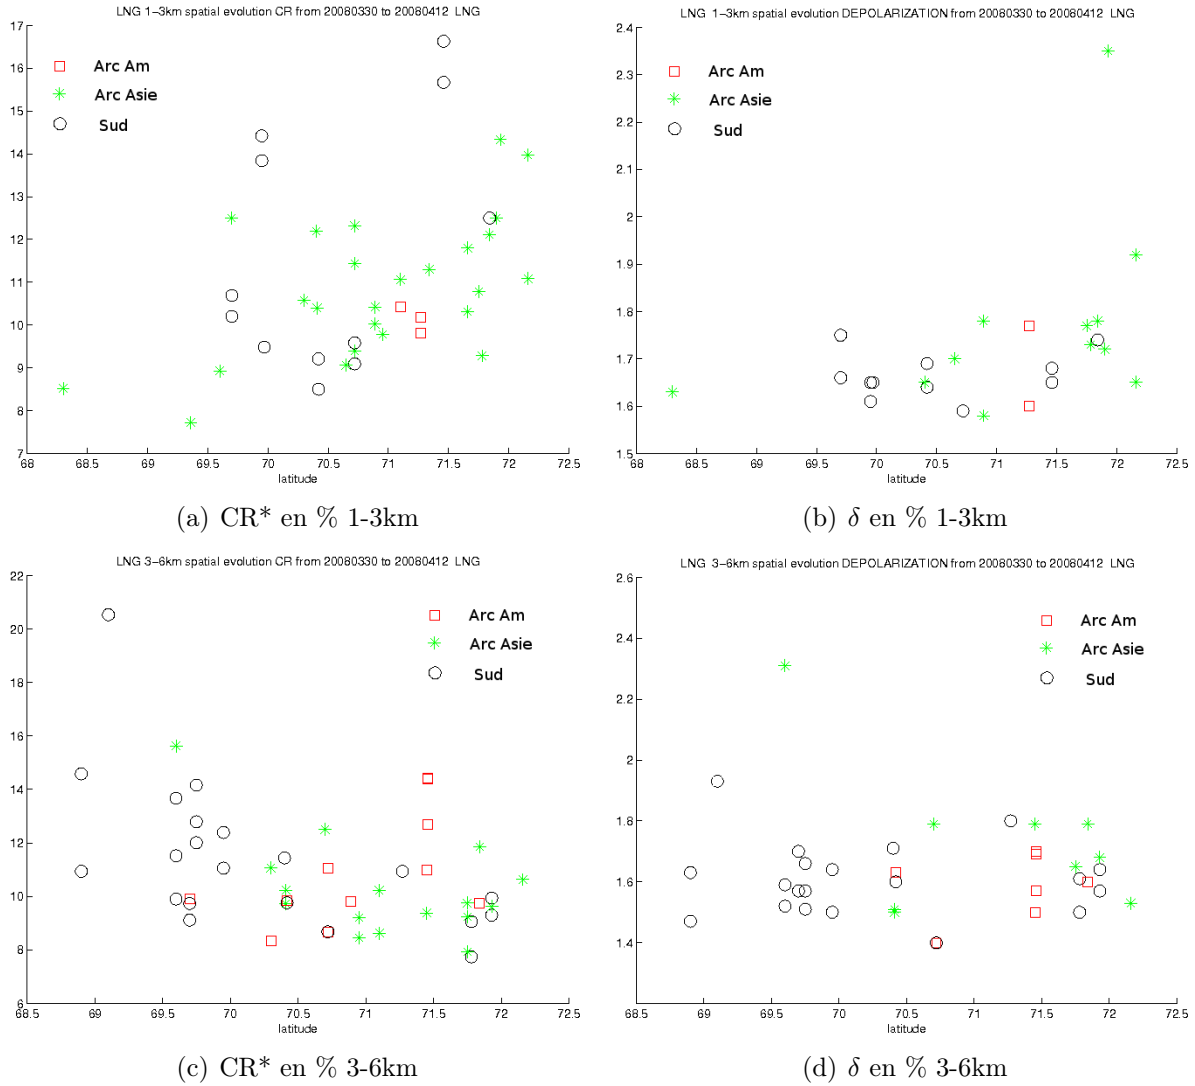 LNG 1-3km spatial evolution CR from 20080330 to 20080412 LNG
17
16
15
14
13
12
11
10
9
8
7
Arc Am
Arc Asie
Sud
68 68.5 69 69.5 70 70.5 71 71.5 72 72.5
latitude
(a) CR* en % 1-3km
LNG 1-3km spatial evolution DEPOLARIZATION from 20080330 to 20080412 LNG
2.4
2.3
2.2
2.1
2
1.9
1.8
1.7
1.6
1.5
Arc Am
Arc Asie
Sud
68 68.5 69 69.5 70 70.5 71 71.5 72 72.5
latitude
(b) δ en % 1-3km
LNG 3-6km spatial evolution CR from 20080330 to 20080412 LNG
22
20
18
16
14
12
10
8
6
Arc Am
Arc Asie
Sud
68.5 69 69.5 70 70.5 71 71.5 72 72.5
latitude
(c) CR* en % 3-6km
LNG 3-6km spatial evolution DEPOLARIZATION from 20080330 to 20080412 LNG
2.6
2.4
2.2
2
1.8
1.6
1.4
Arc Am
Arc Asie
Sud
68.5 69 69.5 70 70.5 71 71.5 72 72.5
latitude
(d) δ en % 3-6km